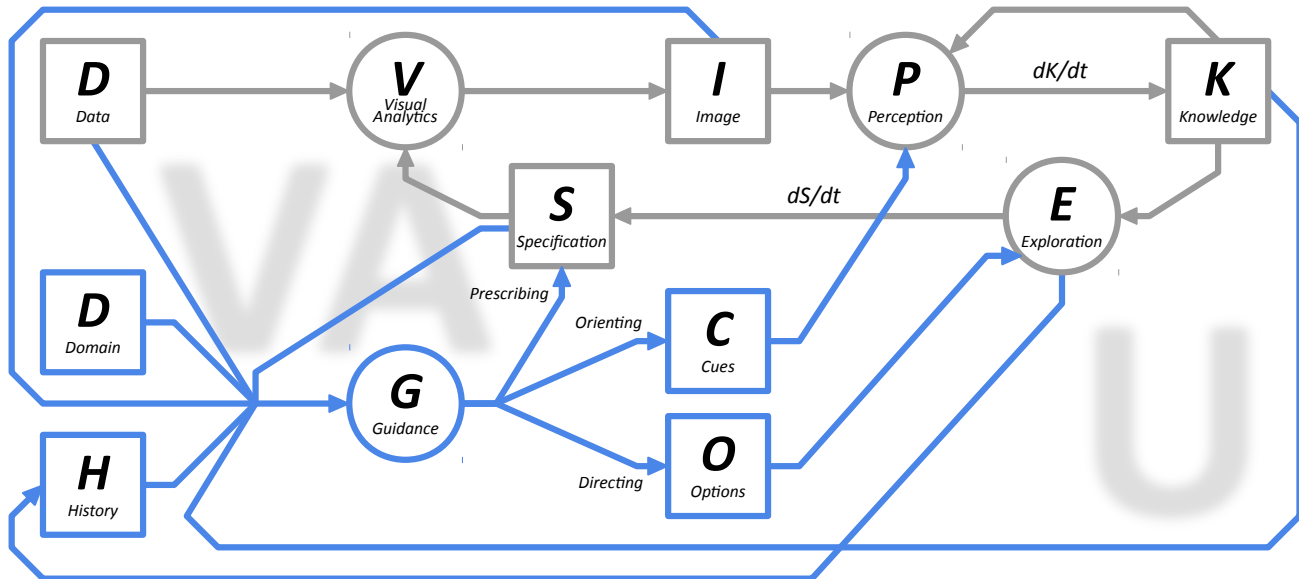 D
Data
V
Visual
Analytics
I
Image
P
Perception
dK/dt
K
Knowledge
VA
S
Specification
dS/dt
E
Exploration
D
Domain
Prescribing
Orienting
C
Cues
U
G
Guidance
H
History
Directing
O
Options